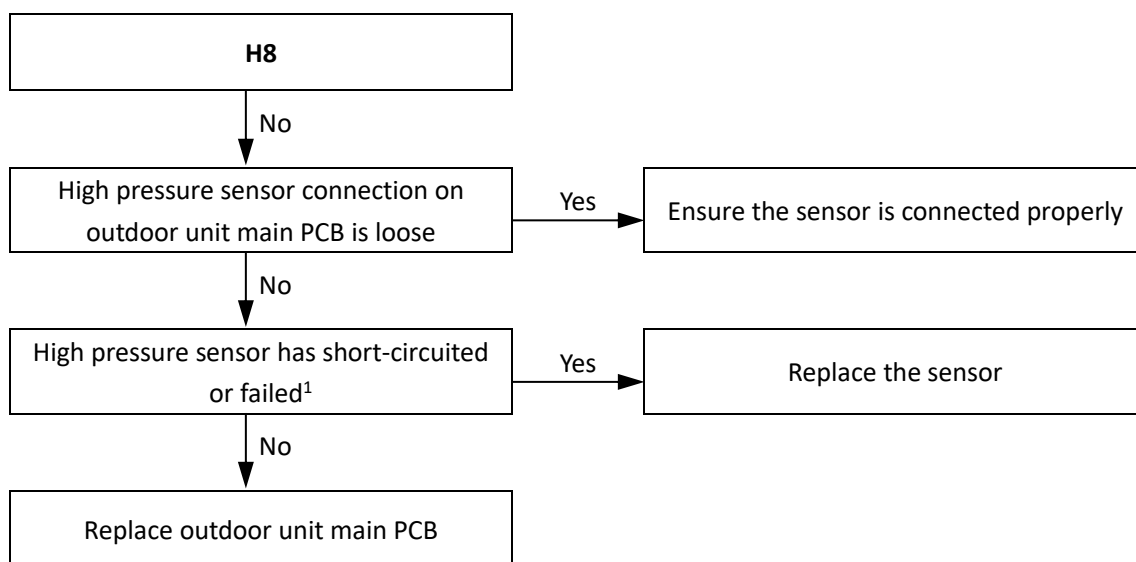 H8
No
High pressure sensor connection on
outdoor unit main PCB is loose
Yes
Ensure the sensor is connected properly
No
High pressure sensor has short-circuited
or failed1
Yes
Replace the sensor
No
Replace outdoor unit main PCB